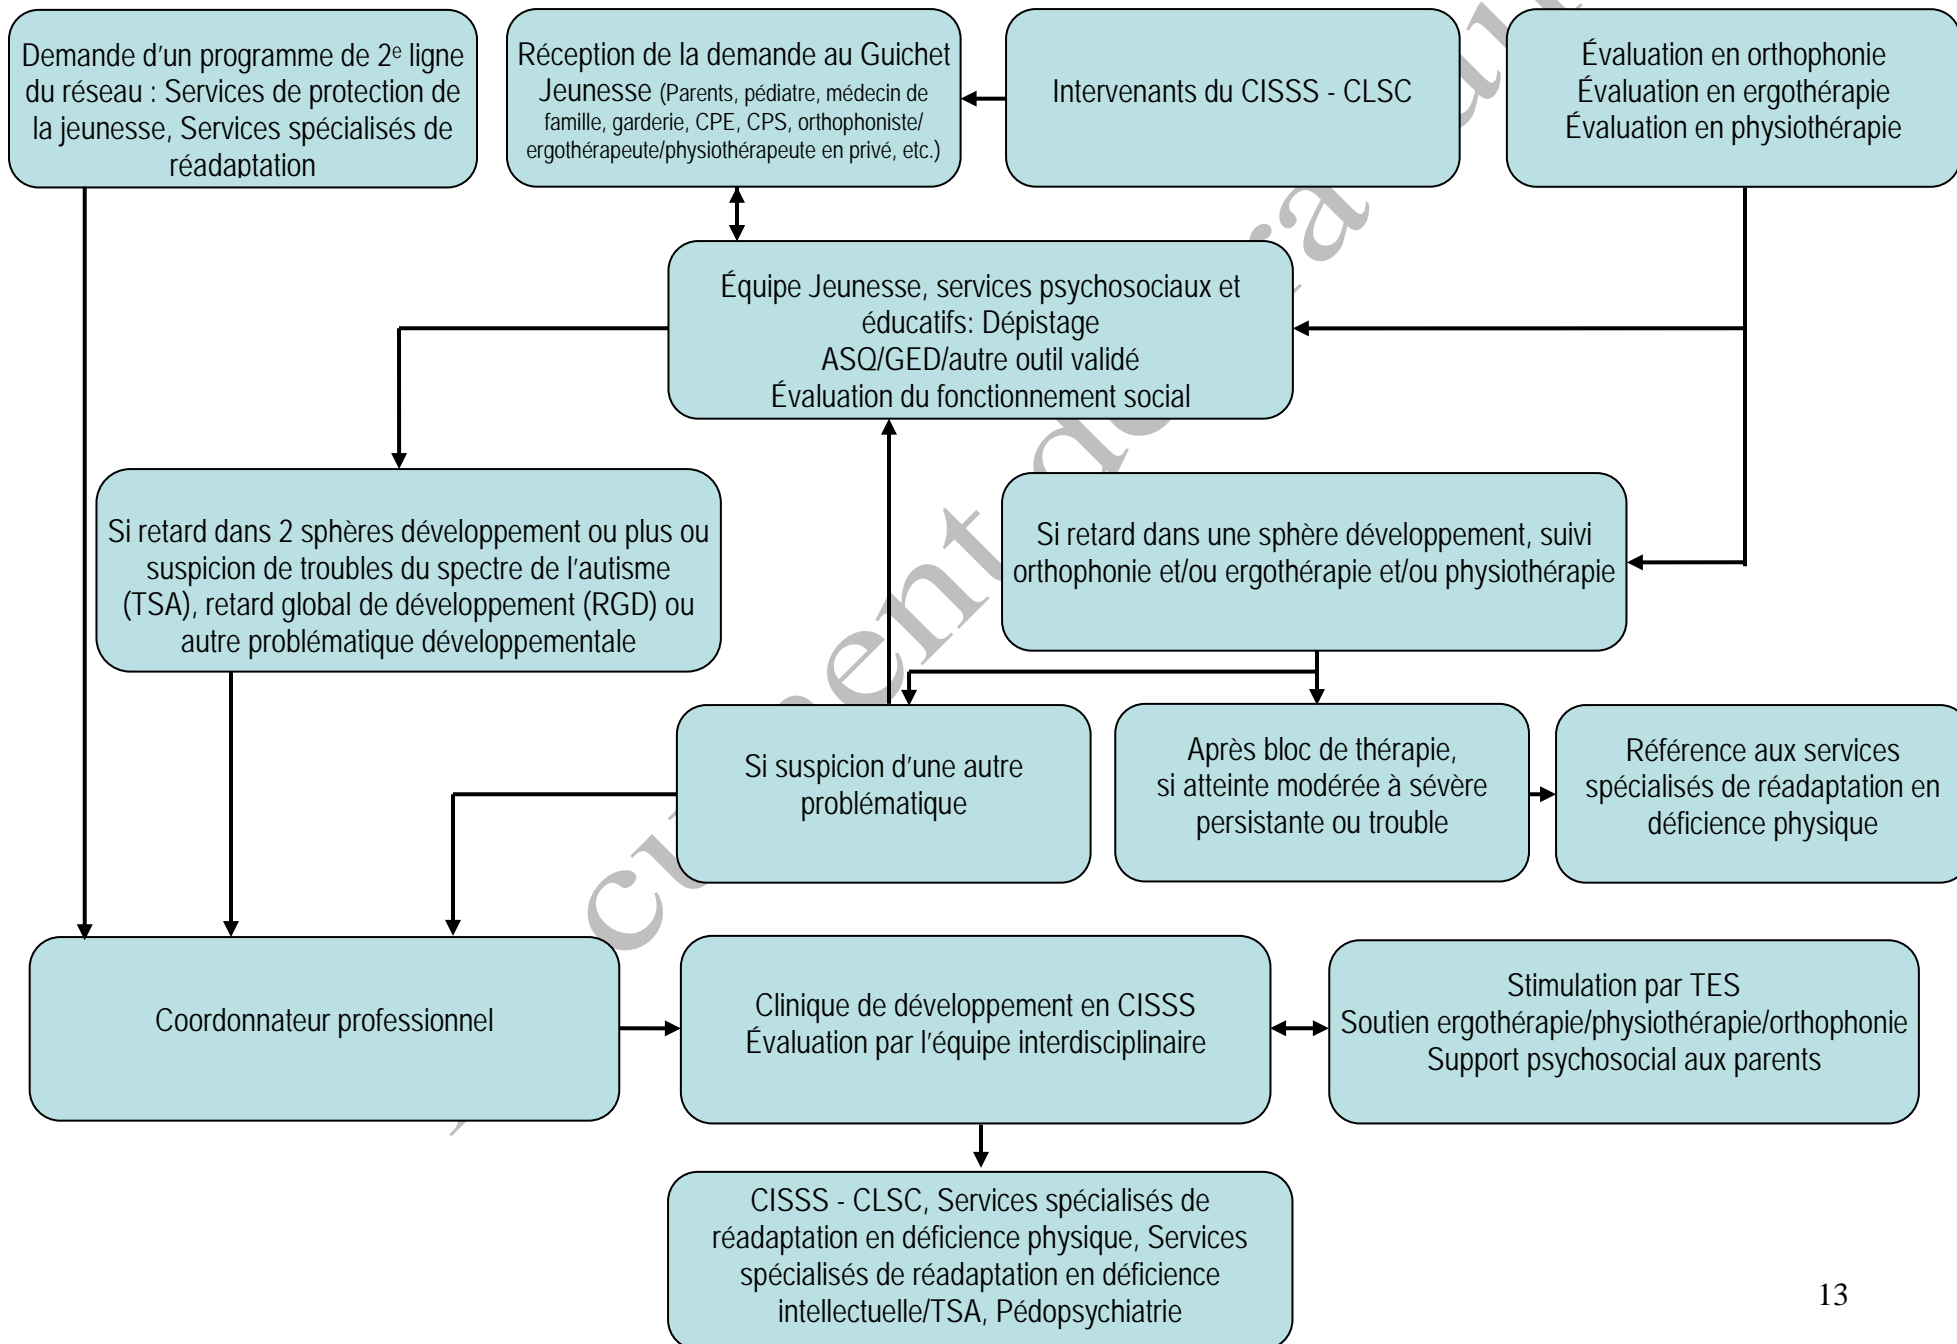 Demande d'un programme de 2e ligne
du réseau : Services de protection de
la jeunesse, Services spécialisés de
réadaptation
Réception de la demande au Guichet
Jeunesse (Parents, pédiatre, médecin de
famille, garderie, CPE, CPS, orthophoniste/
ergothérapeute/physiothérapeute en privé, etc.)
Intervenants du CISSS - CLSC
Évaluation en orthophonie
Évaluation en ergothérapie
Évaluation en physiothérapie
Équipe Jeunesse, services psychosociaux et
éducatifs: Dépistage
ASQ/GED/autre outil validé
Évaluation du fonctionnement social
Si retard dans 2 sphères développement ou plus ou
suspicion de troubles du spectre de l'autisme
(TSA), retard global de développement (RGD) ou
autre problématique développementale
Si retard dans une sphère développement, suivi
orthophonie et/ou ergothérapie et/ou physiothérapie
Si suspicion d'une autre
problématique
Après bloc de thérapie,
si atteinte modérée à sévère
persistante ou trouble
Référence aux services
spécialisés de réadaptation en
déficience physique
Coordonnateur professionnel
Clinique de développement en CISSS
Évaluation par l'équipe interdisciplinaire
Stimulation par TES
Soutien ergothérapie/physiothérapie/orthophonie
Support psychosocial aux parents
CISSS - CLSC, Services spécialisés de
réadaptation en déficience physique, Services
spécialisés de réadaptation en déficience
intellectuelle/TSA, Pédopsychiatrie
13